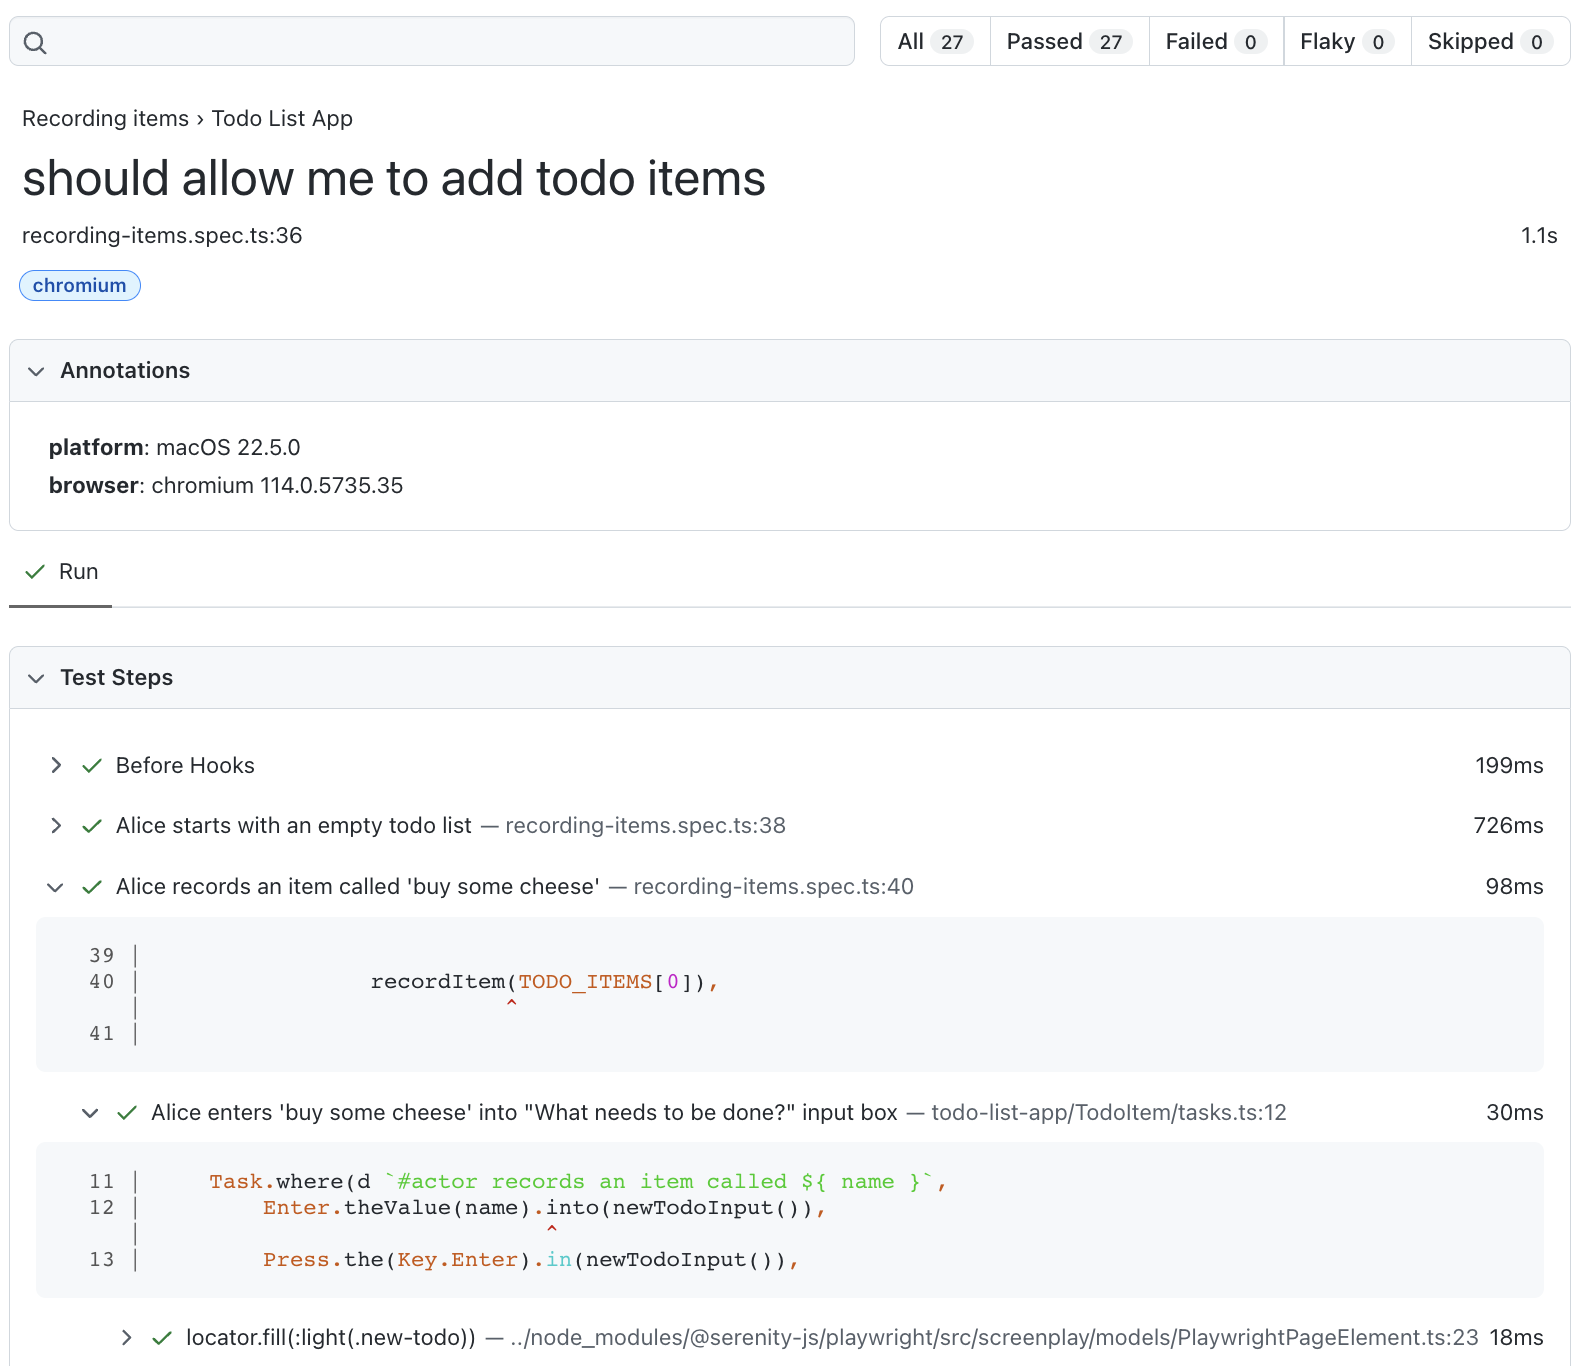 All 27 Passed 27 Failed 0 Flaky 0 Skipped 0
Recording items › Todo List App
should allow me to add todo items
recording-items.spec.ts:36 1.1s
chromium
Annotations
platform: macOS 22.5.0
browser: chromium 114.0.5735.35
Run
Test Steps
Before Hooks 199ms
Alice starts with an empty todo list — recording-items.spec.ts:38 726ms
Alice records an item called 'buy some cheese' — recording-items.spec.ts:40 98ms
39 |
40 | recordItem(TODO_ITEMS[0]),
| ^
41 |
Alice enters 'buy some cheese' into "What needs to be done?" input box — todo-list-app/TodoItem/tasks.ts:12 30ms
11 | Task.where(d `#actor records an item called ${ name }`,
12 | Enter.theValue(name).into(newTodoInput()),
| ^
13 | Press.the(Key.Enter).in(newTodoInput()),
locator.fill(:light(.new-todo)) — ../node_modules/@serenity-js/playwright/src/screenplay/models/PlaywrightPageElement.ts:23 18ms